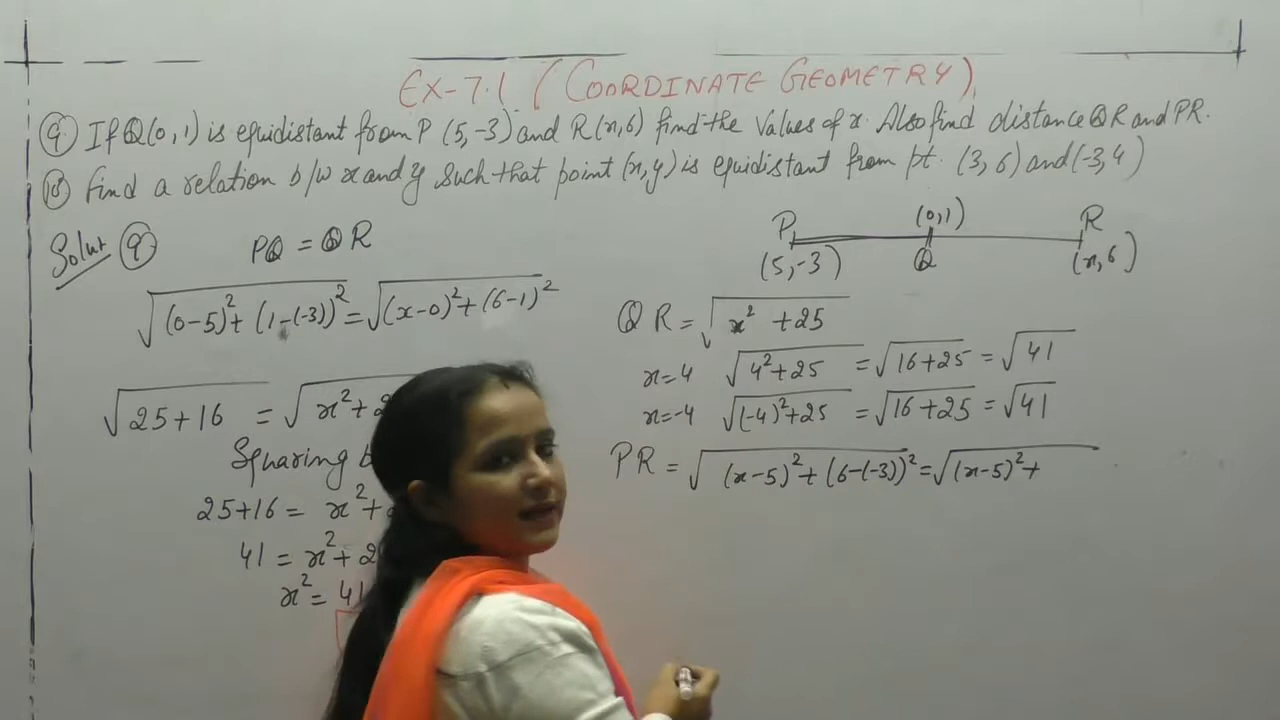 EX-7.1 (COORDINATE GEOMETRY)
9 If Q(0,1) is equidistant from P (5,-3) and R(x,6) find the values of x. Also find distance QR and PR.
10 Find a relation b/w x and y such that point (x,y) is equidistant from pt. (3,6) and (-3,4)
Solut 9
PQ = QR
√(0-5)²+(1-(-3))² = √(x-0)²+(6-1)²
√25+16 = √x²+2
Squaring b
25+16 = x²+2
41 = x²+2
x² = 41
P (0,1) R
(5,-3) Q (x,6)
QR = √x² +25
x=4 √4²+25 = √16+25 = √41
x=-4 √(-4)²+25 = √16+25 = √41
PR = √(x-5)²+(6-(-3))² = √(x-5)²+